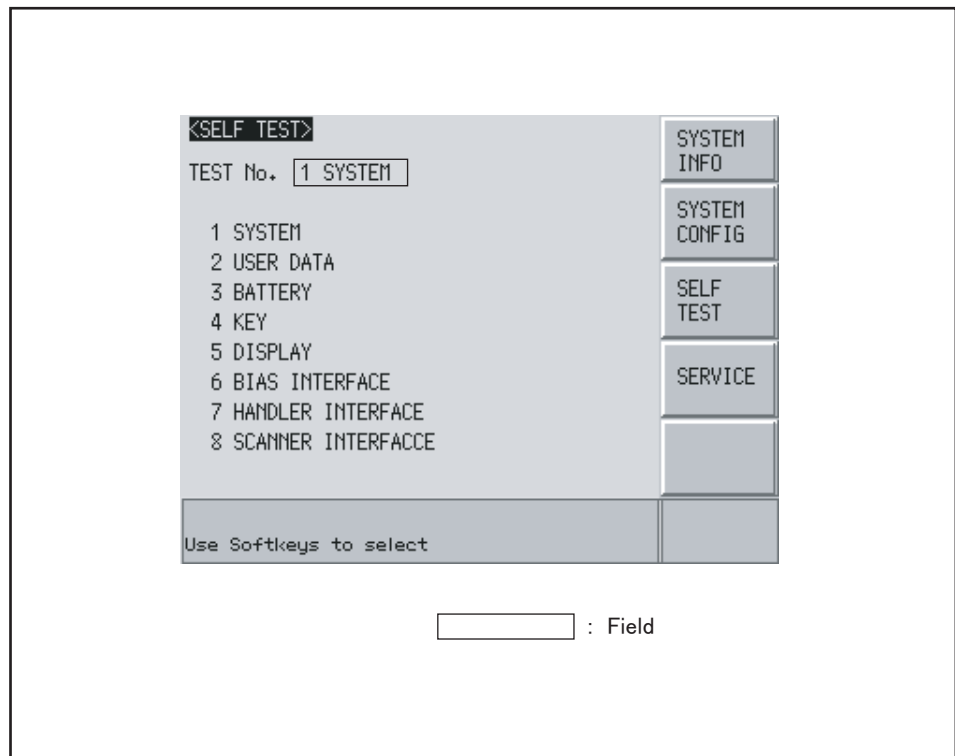 <SELF TEST>
TEST No. 1 SYSTEM
1 SYSTEM
2 USER DATA
3 BATTERY
4 KEY
5 DISPLAY
6 BIAS INTERFACE
7 HANDLER INTERFACE
8 SCANNER INTERFACCE
SYSTEM
INFO
SYSTEM
CONFIG
SELF
TEST
SERVICE
Use Softkeys to select
: Field